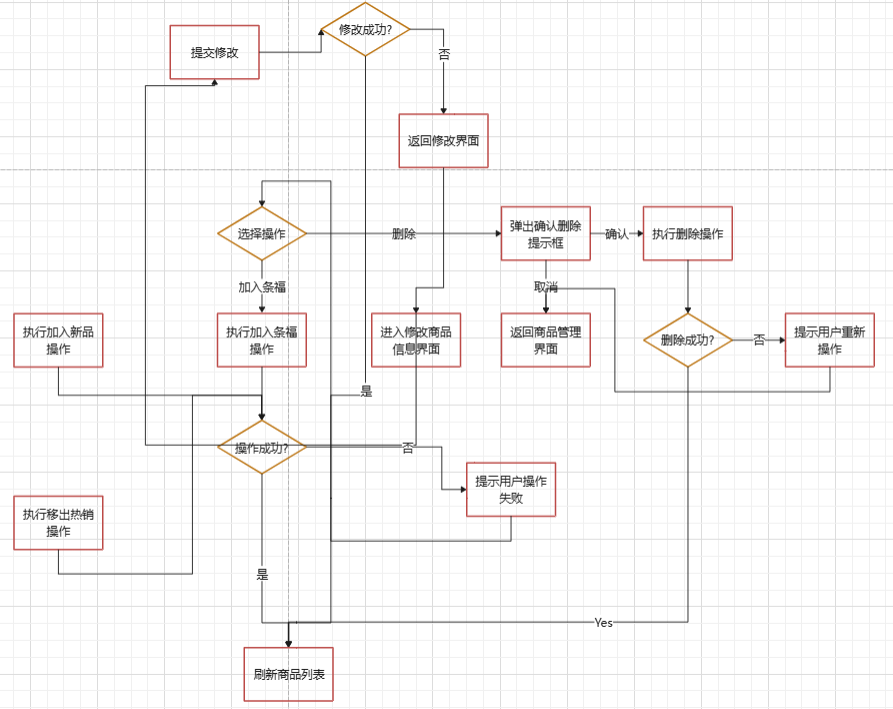 修改成功?
提交修改
否
返回修改界面
选择操作
删除
弹出确认删除
提示框
确认
执行删除操作
加入条福
取消
执行加入新品
操作
执行加入条福
操作
进入修改商品
信息界面
返回商品管理
界面
删除成功?
否
提示用户重新
操作
是
操作成功?
否
提示用户操作
失败
执行移出热销
操作
是
Yes
刷新商品列表